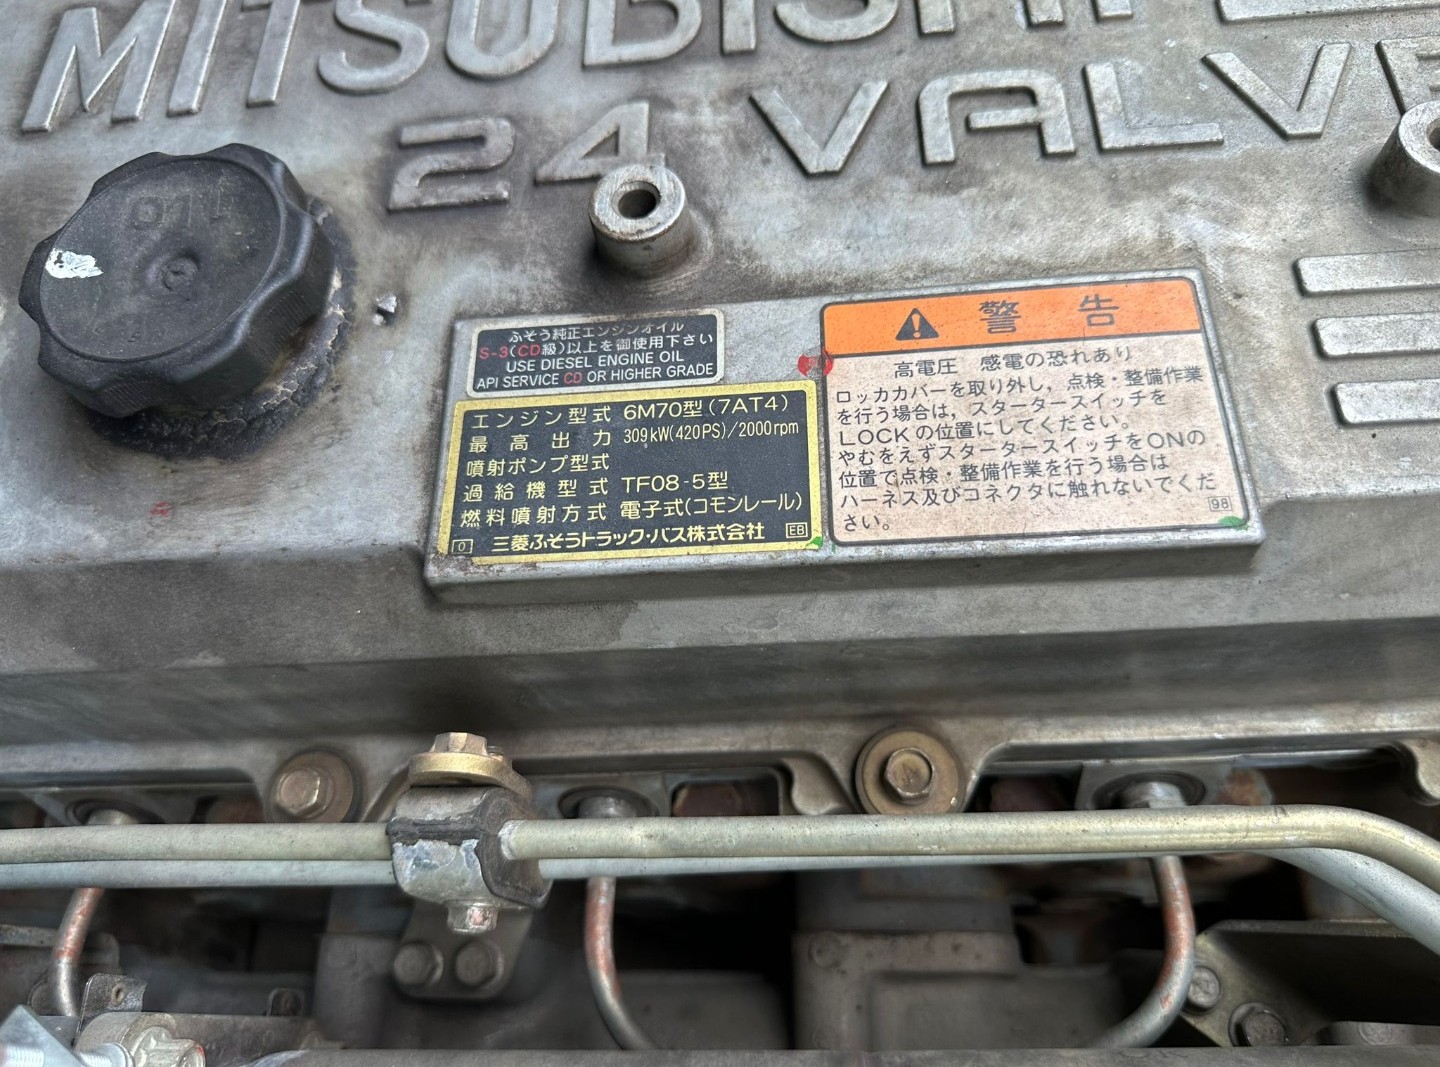 MITSUBISHI
24 VALVE
OIL
ふそう純正エンジンオイル
S-3(CD級)以上を御使用下さい
USE DIESEL ENGINE OIL
API SERVICE CD OR HIGHER GRADE
エンジン型式 6M70型(7AT4)
最高出力 309kW(420PS)/2000rpm
噴射ポンプ型式
過給機型式 TF08-5型
燃料噴射方式 電子式(コモンレール)
0 三菱ふそうトラック・バス株式会社 EB
警告
高電圧 感電の恐れあり
ロッカカバーを取り外し，点検・整備作業
を行う場合は，スタータースイッチを
LOCKの位置にしてください。
やむをえずスタータースイッチをONの
位置で点検・整備作業を行う場合は
ハーネス及びコネクタに触れないでくだ
さい。
98